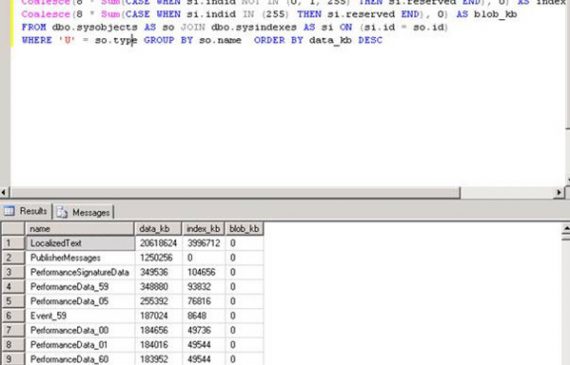 Coalesce(8 * Sum(CASE WHEN si.indid NOT IN (0, 1, 255) THEN si.reserved END), 0) AS index
Coalesce(8 * Sum(CASE WHEN si.indid IN (255) THEN si.reserved END), 0) AS blob_kb
FROM dbo.sysobjects AS so JOIN dbo.sysindexes AS si ON (si.id = so.id)
WHERE 'U' = so.type GROUP BY so.name  ORDER BY data_kb DESC
Results Messages
name data_kb index_kb blob_kb
1 LocalizedText 20618624 3996712 0
2 PublisherMessages 1250256 0 0
3 PerformanceSignatureData 349536 104656 0
4 PerformanceData_59 348880 93832 0
5 PerformanceData_05 255392 76816 0
6 Event_59 187024 8648 0
7 PerformanceData_00 184656 49736 0
8 PerformanceData_01 184016 49544 0
9 PerformanceData_60 183952 49544 0